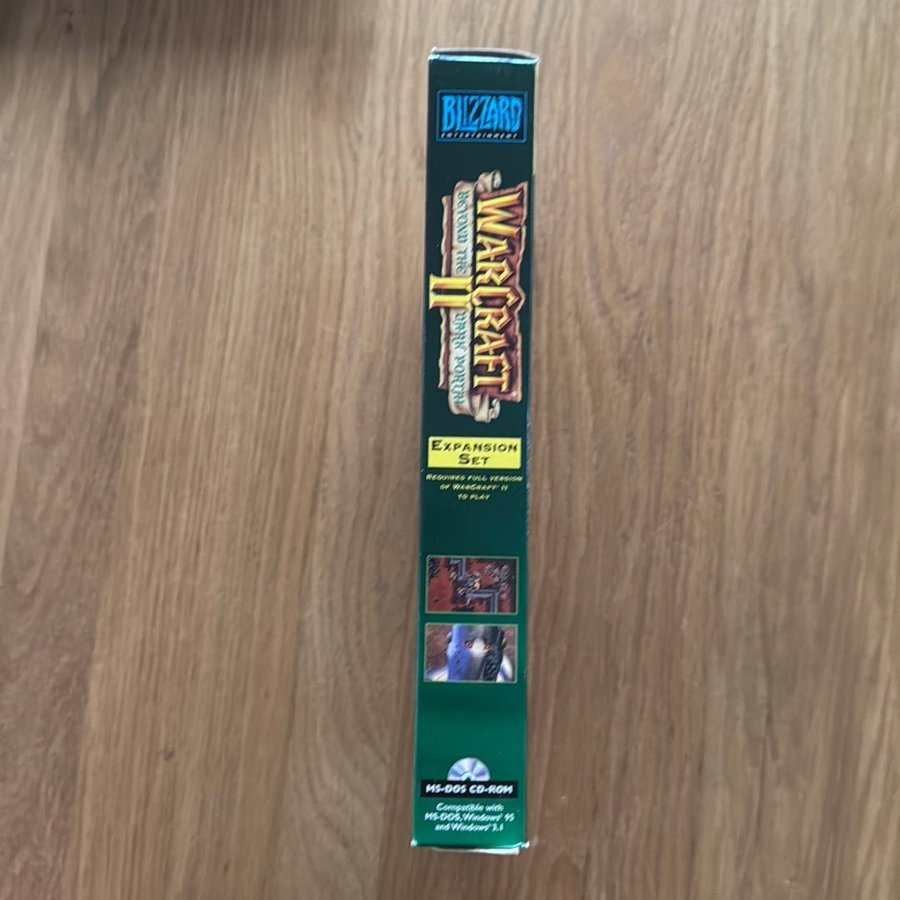 BLIZZARD
ENTERTAINMENT
WARCRAFT
II
BEYOND THE DARK PORTAL
EXPANSION
SET
REQUIRES FULL VERSION
OF WARCRAFT® II
TO PLAY
MS-DOS CD-ROM
Compatible with
MS-DOS, Windows® 95
and Windows® 3.1